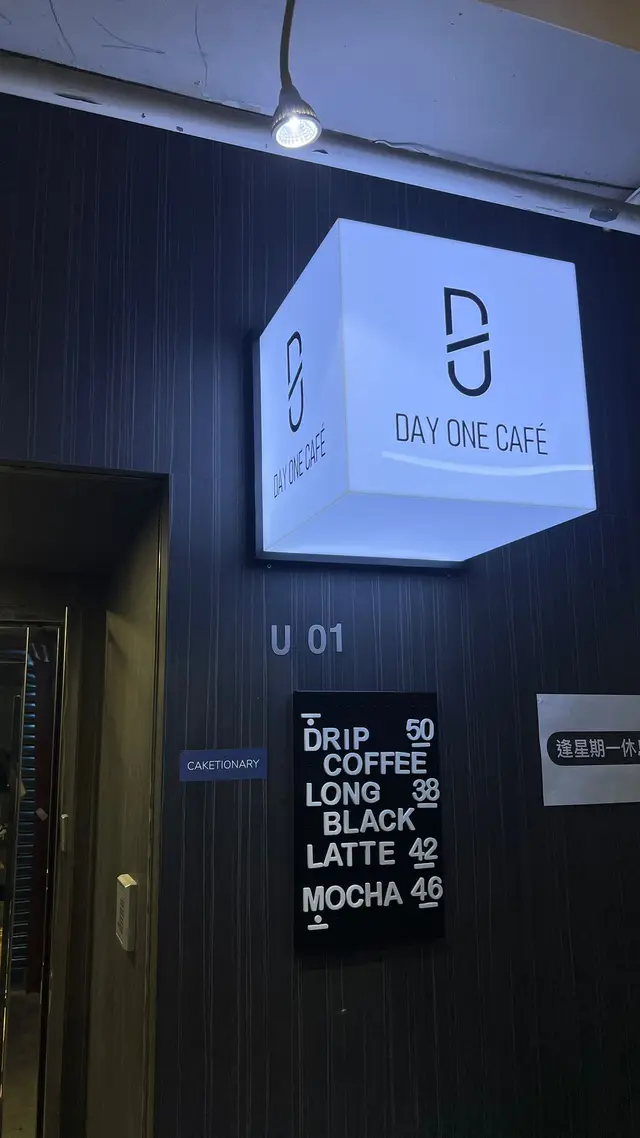 DAY ONE CAFÉ
DAY ONE CAFÉ
U 01
CAKETIONARY
DRIP 50
COFFEE
LONG 38
BLACK
LATTE 42
MOCHA 46
逢星期一休